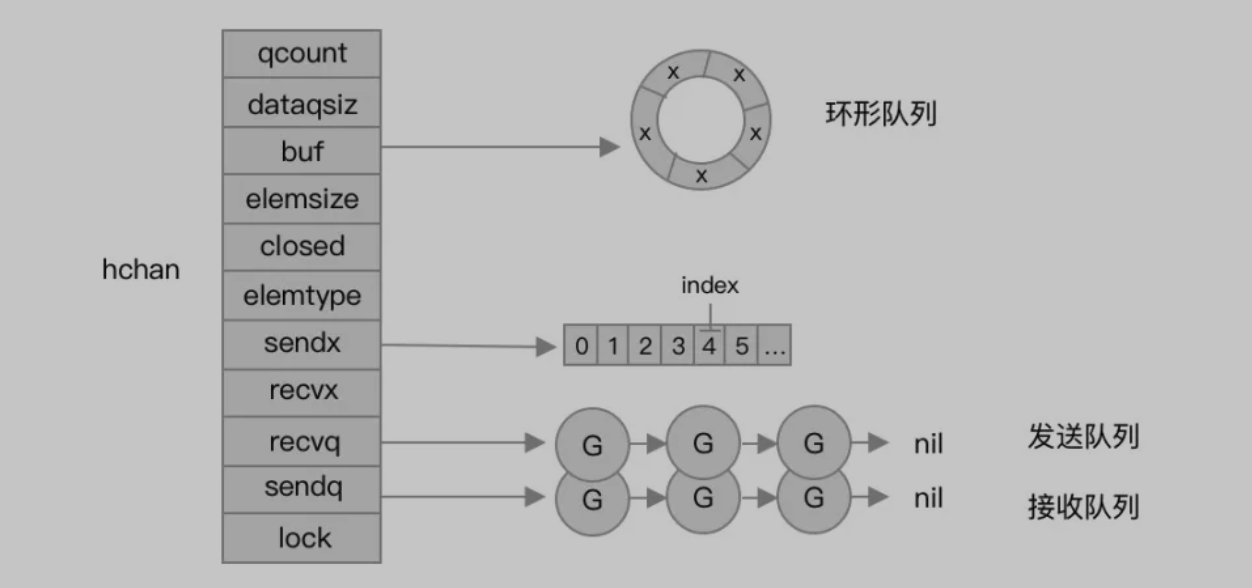 qcount
dataqsiz
buf
elemsize
closed
elemtype
sendx
recvx
recvq
sendq
lock
hchan
x
x
x
x
x
环形队列
index
0 1 2 3 4 5 ...
G G G nil 发送队列
G G G nil 接收队列